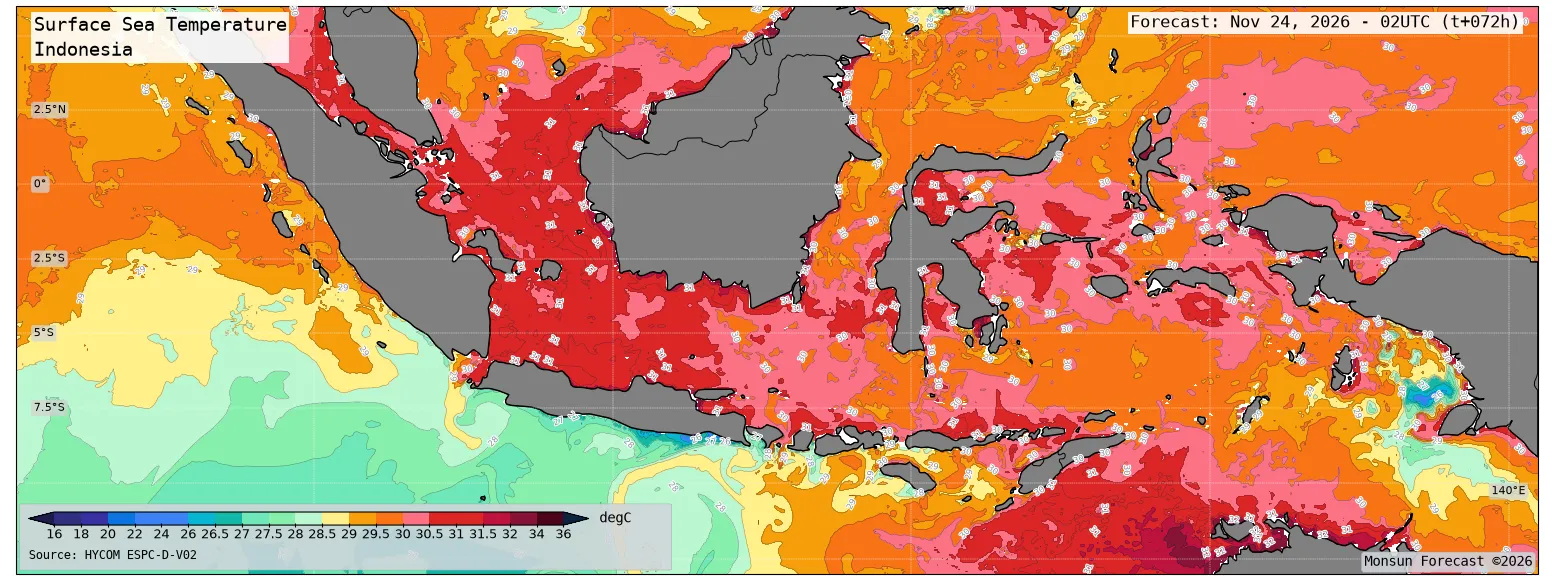 Surface Sea Temperature
Indonesia
Forecast: Nov 24, 2026 - 02UTC (t+072h)
2.5°N
0°
2.5°S
5°S
7.5°S
140°E
degC
16 18 20 22 24 26 26.5 27 27.5 28 28.5 29 29.5 30 30.5 31 31.5 32 34 36
Source: HYCOM ESPC-D-V02
Monsun Forecast ©2026